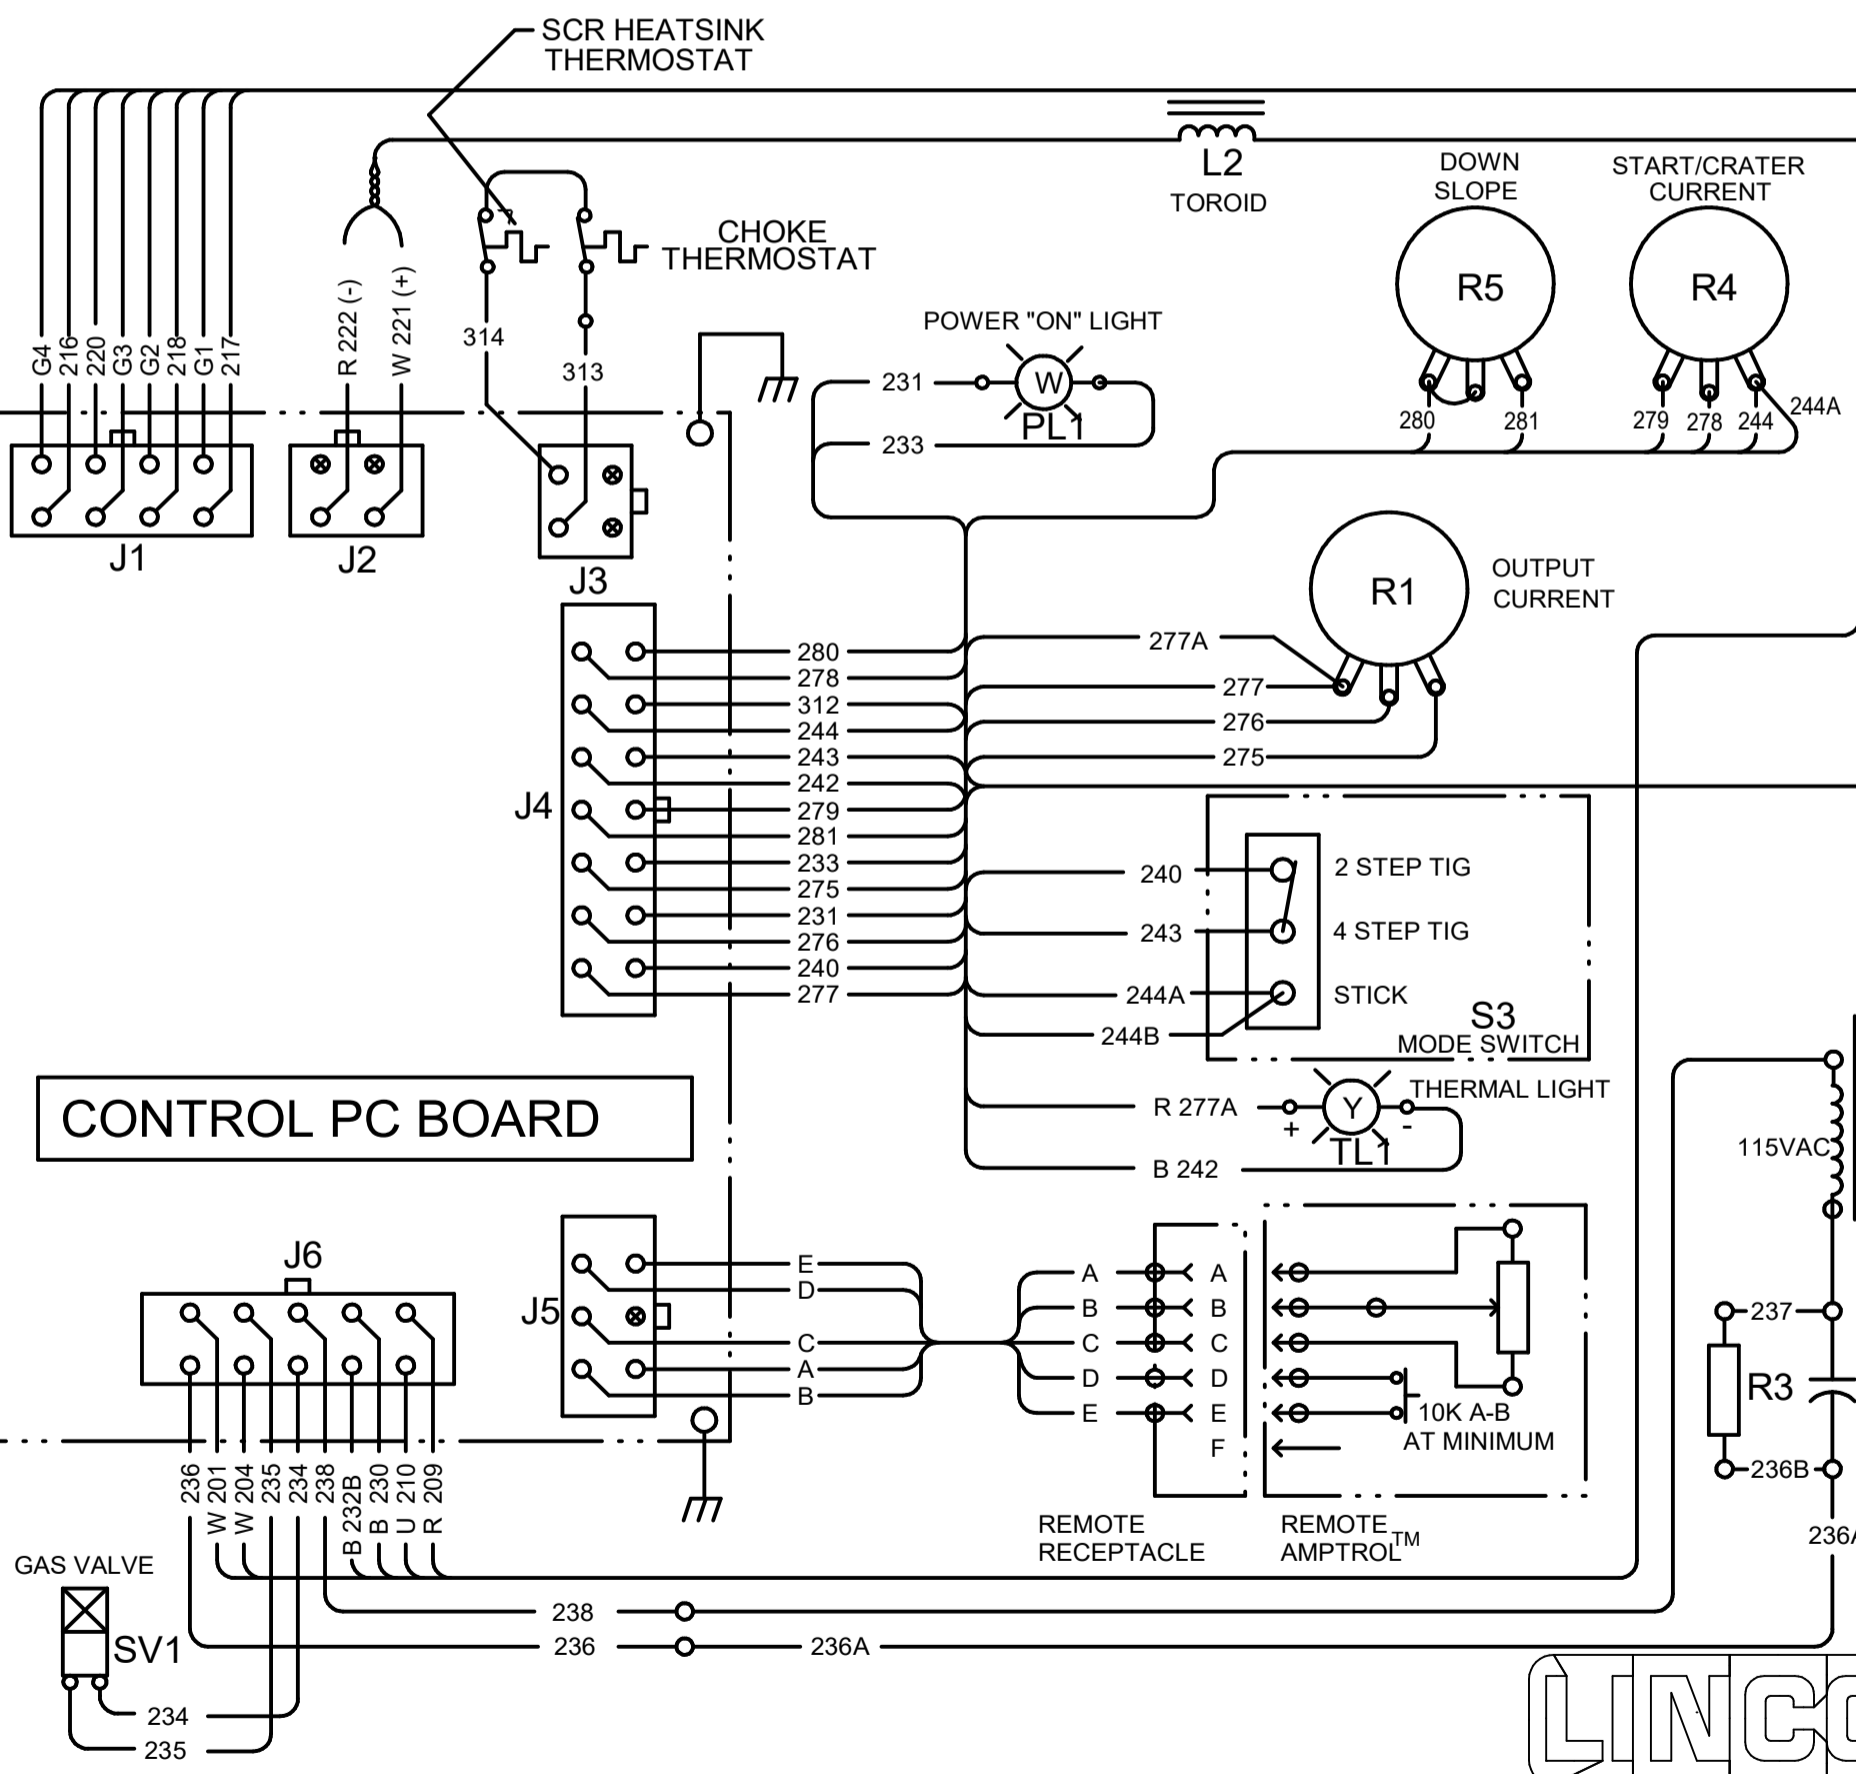 SCR HEATSINK
THERMOSTAT
L2
TOROID
DOWN
SLOPE
START/CRATER
CURRENT
CHOKE
THERMOSTAT
R5
R4
G4
216
220
G3
G2
218
G1
217
R 222 (-)
W 221 (+)
314
313
POWER "ON" LIGHT
231
W
PL1
233
280
281
279
278
244
244A
J1
J2
J3
R1
OUTPUT
CURRENT
280
278
312
244
243
242
279
281
233
275
231
276
240
277
J4
277A
277
276
275
240
2 STEP TIG
243
4 STEP TIG
244A
STICK
244B
S3
MODE SWITCH
CONTROL PC BOARD
R 277A
+
Y
-
THERMAL LIGHT
TL1
B 242
115VAC
J6
J5
E
D
C
A
B
A
B
C
D
E
A
B
C
D
E
F
10K A-B
AT MINIMUM
237
R3
236B
236
W 201
W 204
235
234
238
B 232B
B 230
U 210
R 209
REMOTE
RECEPTACLE
REMOTE
AMPTROL TM
236A
GAS VALVE
SV1
238
236
236A
234
235
LINCO